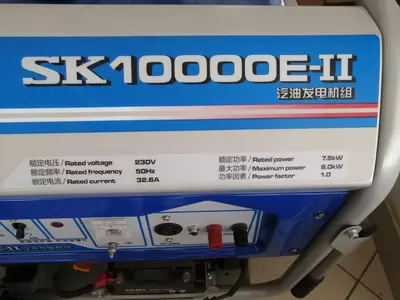 SK10000E-II
汽油发电机组
额定电压/Rated voltage 230V
额定频率/Rated frequency 50Hz
额定电流/Rated current 32.6A
额定功率/Rated power 7.5kW
最大功率/Maximum power 8.0kW
功率因素/Power factor 1.0